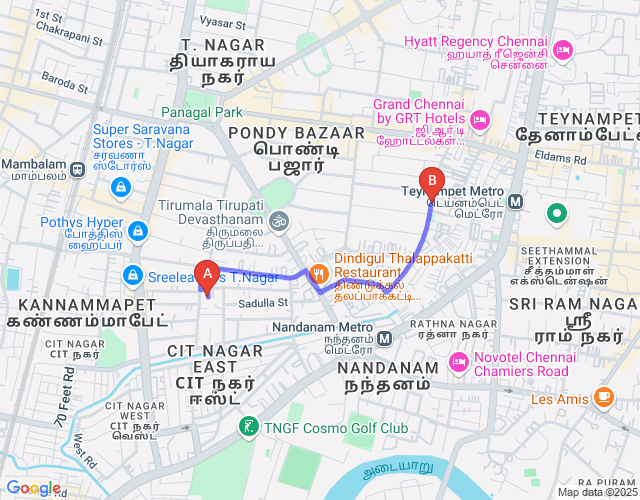 1st St
Chakrapani St
Vyasar St
T. NAGAR
தியாகராய
நகர்
Hyatt Regency Chennai
ஹயாத் ரீஜென்சி
சென்னை
Baroda St
Panagal Park
Grand Chennai
by GRT Hotels
ஜி.ஆர்.டி
ஹோட்டல்கள்...
TEYNAMPET
தேனாம்பேட்
Super Saravana
Stores - T.Nagar
சரவணா
ஸ்டோர்ஸ்
PONDY BAZAAR
பொண்டி
பஜார்
Eldams Rd
Mambalam
மாம்பலம்
B
Teynampet Metro
தெய்னம்பெட்
மெட்ரோ
Tirumala Tirupati
Devasthanam
திருமலை
திருப்பதி...
Pothys Hyper
போத்திஸ்
ஹைப்பர்
SEETHAMMAL
EXTENSION
சீத்தம்மாள்
எக்ஸ்டென்ஷன்
Dindigul Thalappakatti
Restaurant
திண்டுக்கல்
தலப்பாக்கட்டி...
A
Sreeleathers T.Nagar
Sadulla St
KANNAMMAPET
கண்ணம்மாபேட்
SRI RAM NAGA
ஸ்ரீ
ராம் நகர்
Nandanam Metro
நந்தனம்
மெட்ரோ
RATHNA NAGAR
ரத்னா நகர்
CIT NAGAR
CIT நகர்
CIT NAGAR
EAST
CIT நகர்
ஈஸ்ட்
NANDANAM
நந்தனம்
Novotel Chennai
Chamiers Road
70 Feet Rd
CIT NAGAR
WEST
CIT நகர்
வெஸ்ட்
Les Amis
TNGF Cosmo Golf Club
West Rd
அடையாறு
RA PURAM
Google
Map data ©2025